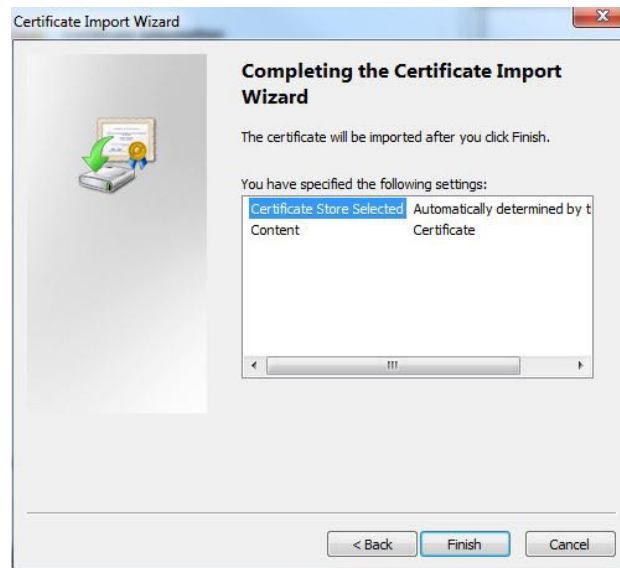 Certificate Import Wizard
Completing the Certificate Import
Wizard
The certificate will be imported after you click Finish.
You have specified the following settings:
Certificate Store Selected Automatically determined by t
Content Certificate
< Back Finish Cancel